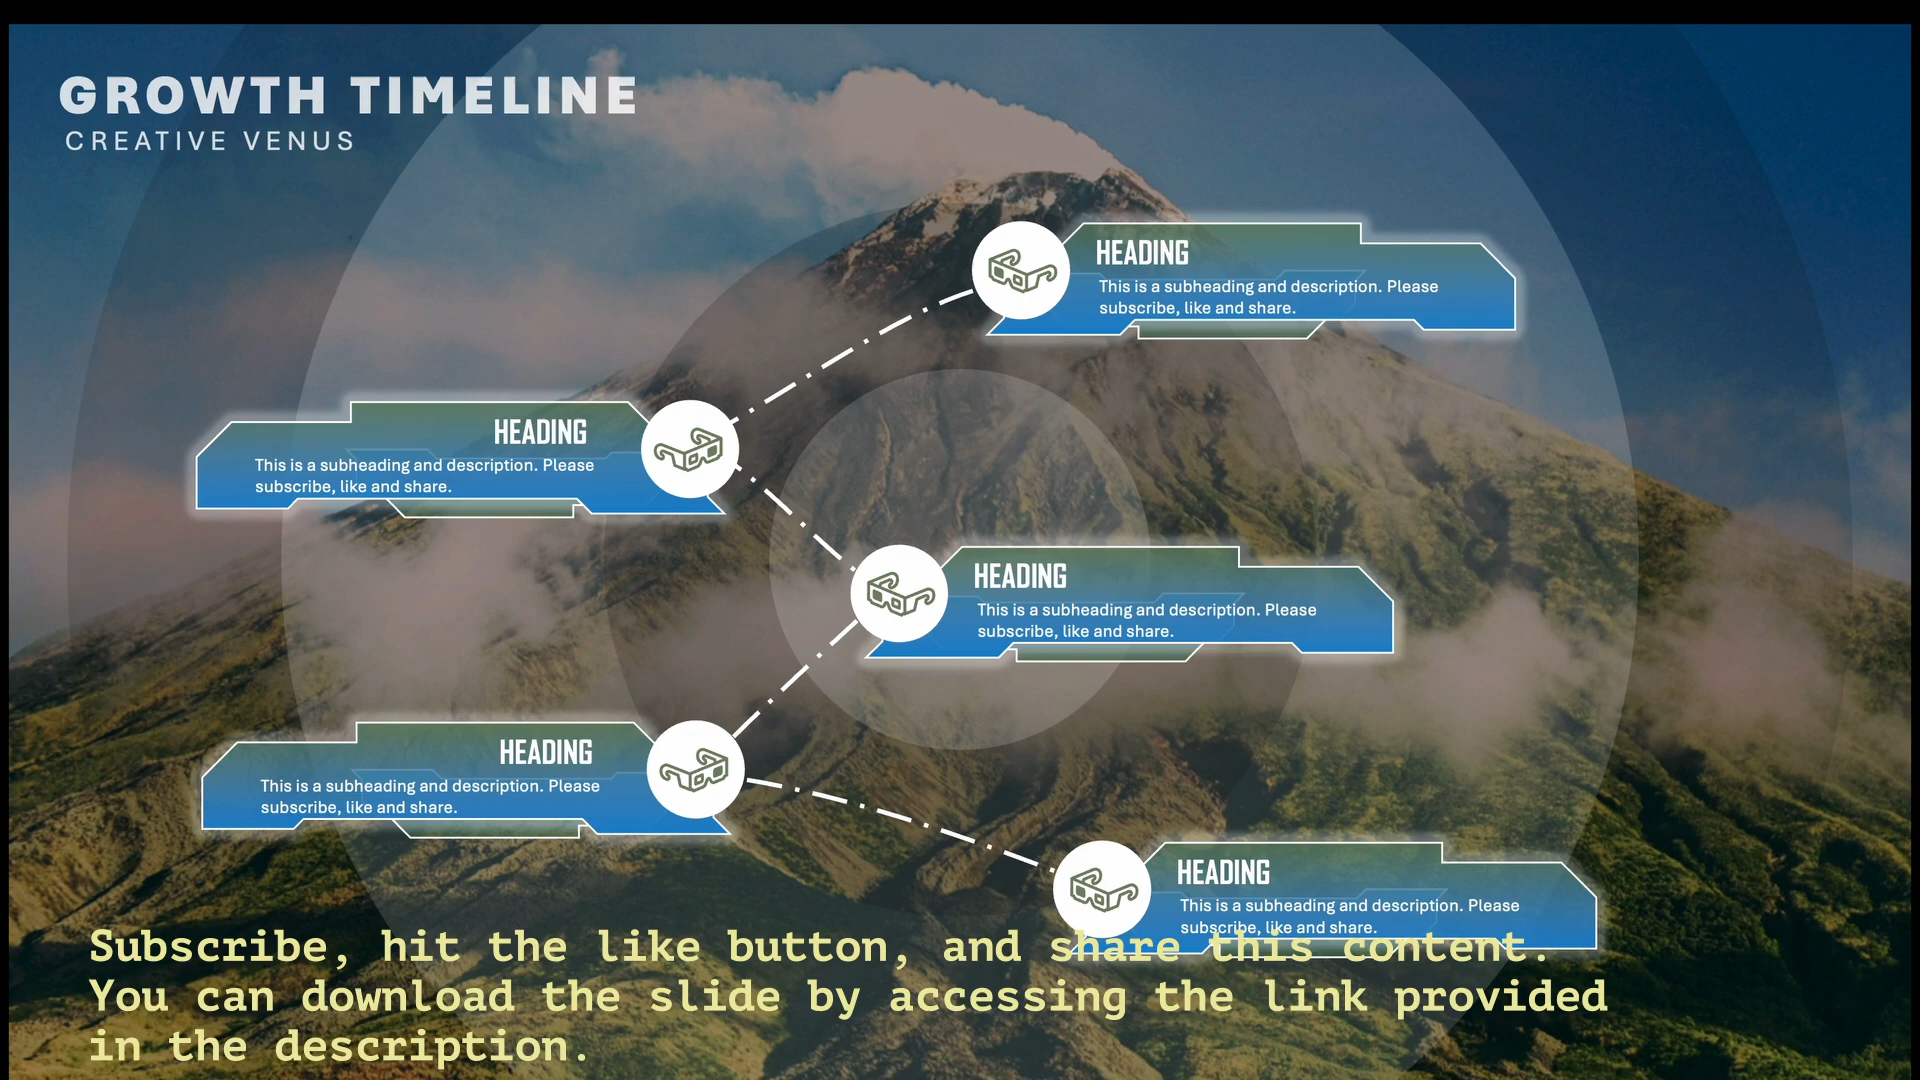 GROWTH TIMELINE
CREATIVE VENUS
HEADING
This is a subheading and description. Please
subscribe, like and share.
HEADING
This is a subheading and description. Please
subscribe, like and share.
HEADING
This is a subheading and description. Please
subscribe, like and share.
HEADING
This is a subheading and description. Please
subscribe, like and share.
HEADING
This is a subheading and description. Please
subscribe, like and share.
Subscribe, hit the like button, and share this content.
You can download the slide by accessing the link provided
in the description.